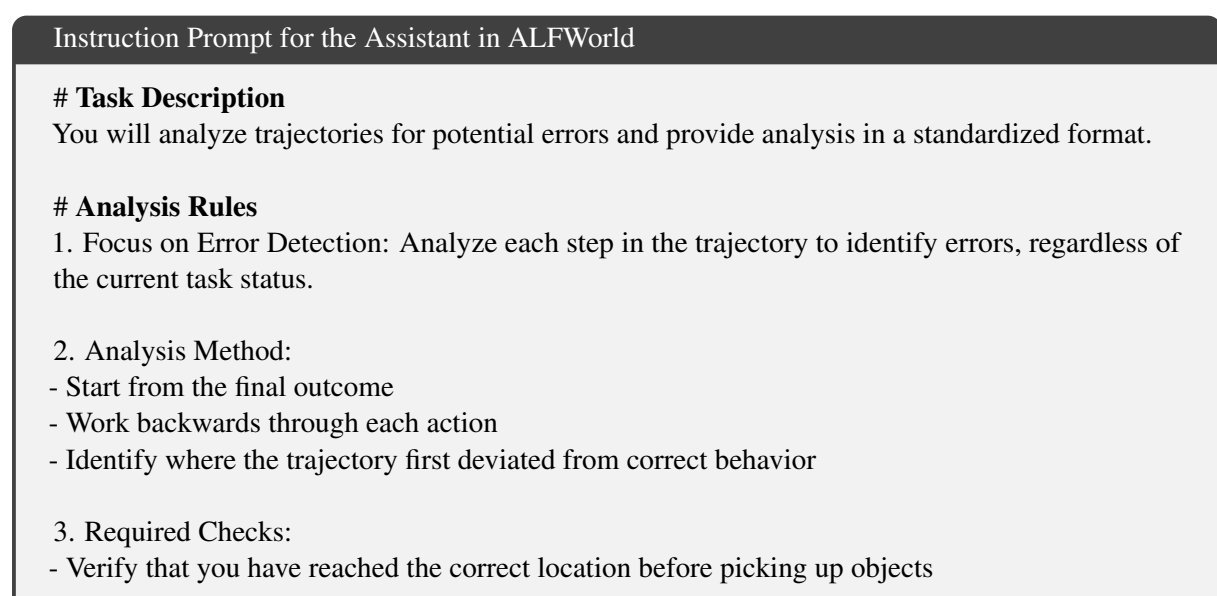 Instruction Prompt for the Assistant in ALFWorld
# Task Description
You will analyze trajectories for potential errors and provide analysis in a standardized format.
# Analysis Rules
1. Focus on Error Detection: Analyze each step in the trajectory to identify errors, regardless of
the current task status.
2. Analysis Method:
- Start from the final outcome
- Work backwards through each action
- Identify where the trajectory first deviated from correct behavior
3. Required Checks:
- Verify that you have reached the correct location before picking up objects